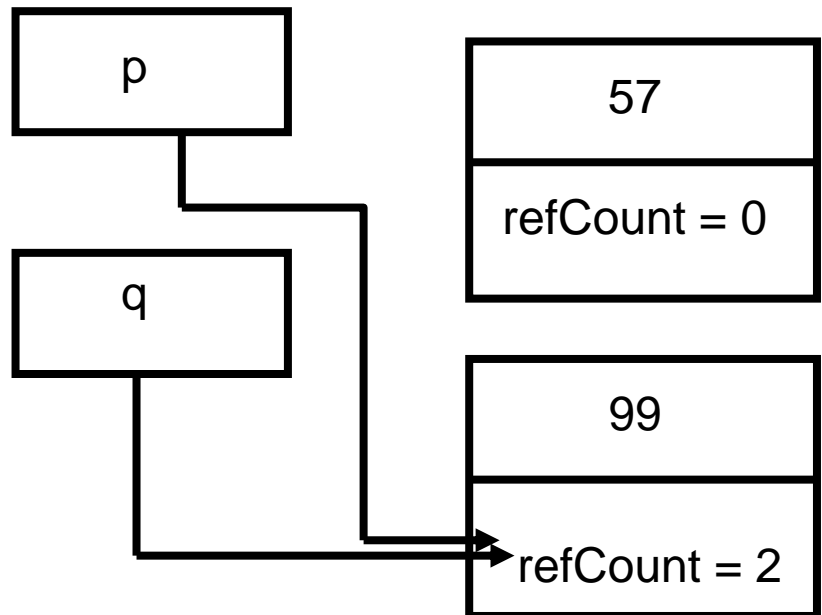 p
57
refCount = 0
q
99
refCount = 2